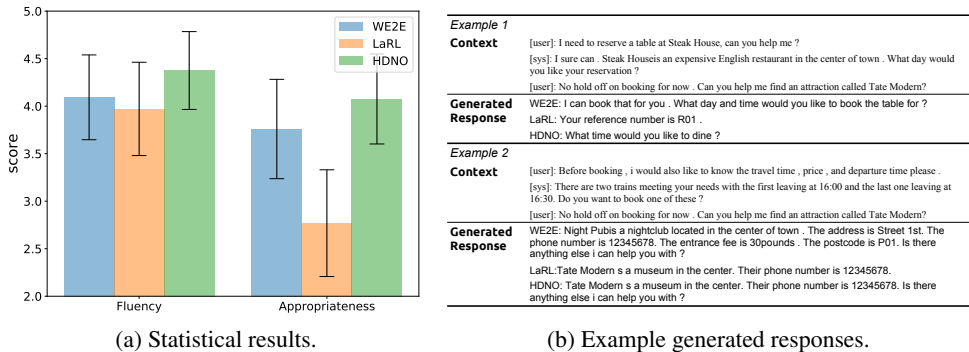 5.0
4.5
4.0
3.5
3.0
2.5
2.0
score
WE2E
LaRL
HDNO
Fluency
Appropriateness
(a) Statistical results.
Example 1
Context
[user]: I need to reserve a table at Steak House, can you help me ?
[sys]: I sure can . Steak Houseis an expensive English restaurant in the center of town . What day would
you like your reservation ?
[user]: No hold off on booking for now . Can you help me find an attraction called Tate Modern?
Generated
Response
WE2E: I can book that for you . What day and time would you like to book the table for ?
LaRL: Your reference number is R01 .
HDNO: What time would you like to dine ?
Example 2
Context
[user]: Before booking , i would also like to know the travel time , price , and departure time please .
[sys]: There are two trains meeting your needs with the first leaving at 16:00 and the last one leaving at
16:30. Do you want to book one of these ?
[user]: No hold off on booking for now . Can you help me find an attraction called Tate Modern?
Generated
Response
WE2E: Night Pubis a nightclub located in the center of town . The address is Street 1st. The
phone number is 12345678. The entrance fee is 30pounds . The postcode is P01. Is there
anything else i can help you with ?
LaRL:Tate Modern s a museum in the center. Their phone number is 12345678.
HDNO: Tate Modern s a museum in the center. Their phone number is 12345678. Is there
anything else i can help you with ?
(b) Example generated responses.